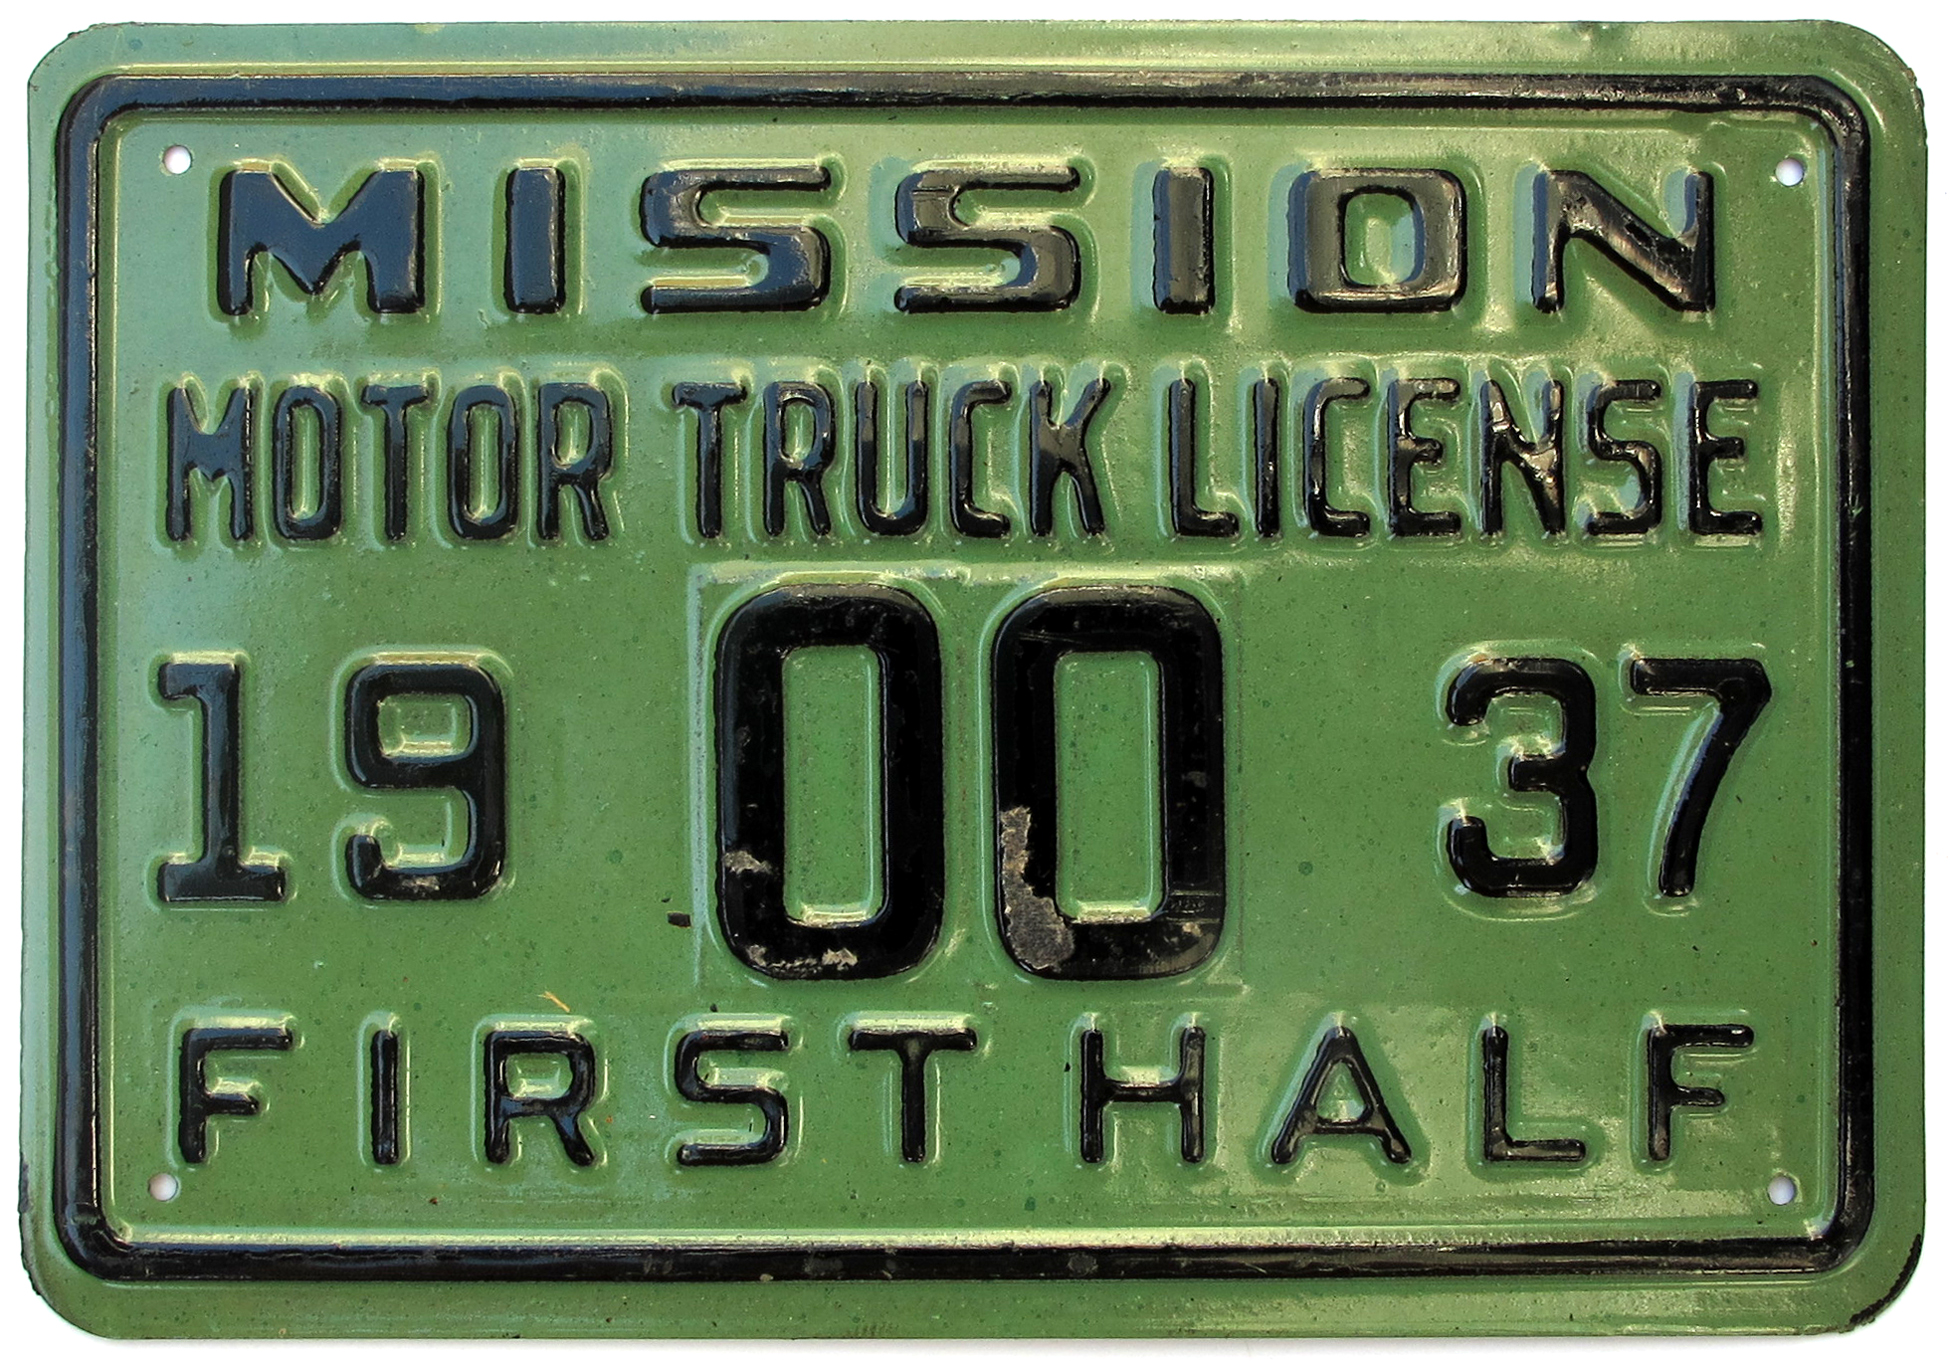 MISSION
MOTOR TRUCK LICENSE
19 00 37
FIRST HALF